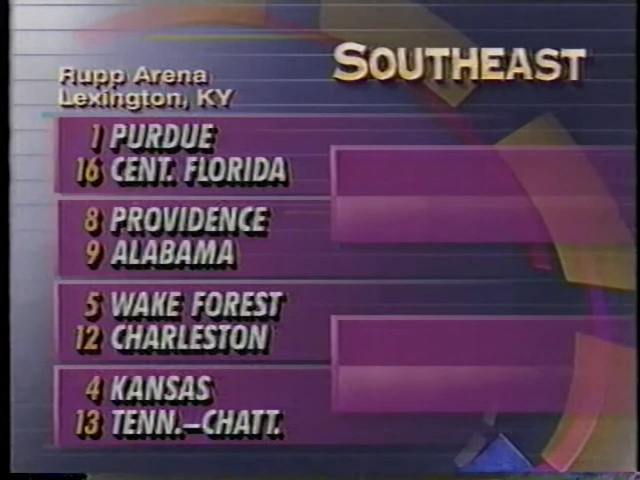 SOUTHEAST
Rupp Arena
Lexington, KY
1 PURDUE
16 CENT. FLORIDA
8 PROVIDENCE
9 ALABAMA
5 WAKE FOREST
12 CHARLESTON
4 KANSAS
13 TENN.–CHATT.